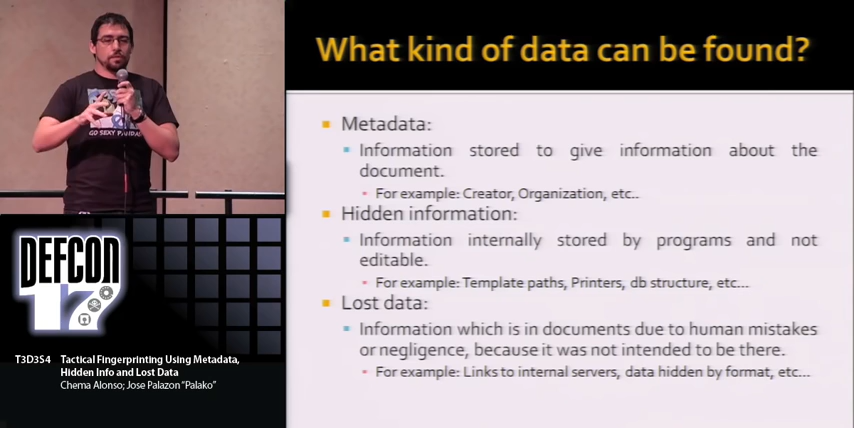 What kind of data can be found?
Metadata:
Information stored to give information about the
document.
For example: Creator, Organization, etc..
Hidden information:
Information internally stored by programs and not
editable.
For example: Template paths, Printers, db structure, etc...
Lost data:
Information which is in documents due to human mistakes
or negligence, because it was not intended to be there.
For example: Links to internal servers, data hidden by format, etc...
GO SEXY PANDA!
DEFCON
17
T3D3S4 Tactical Fingerprinting Using Metadata,
Hidden Info and Lost Data
Chema Alonso; Jose Palazon "Palako"